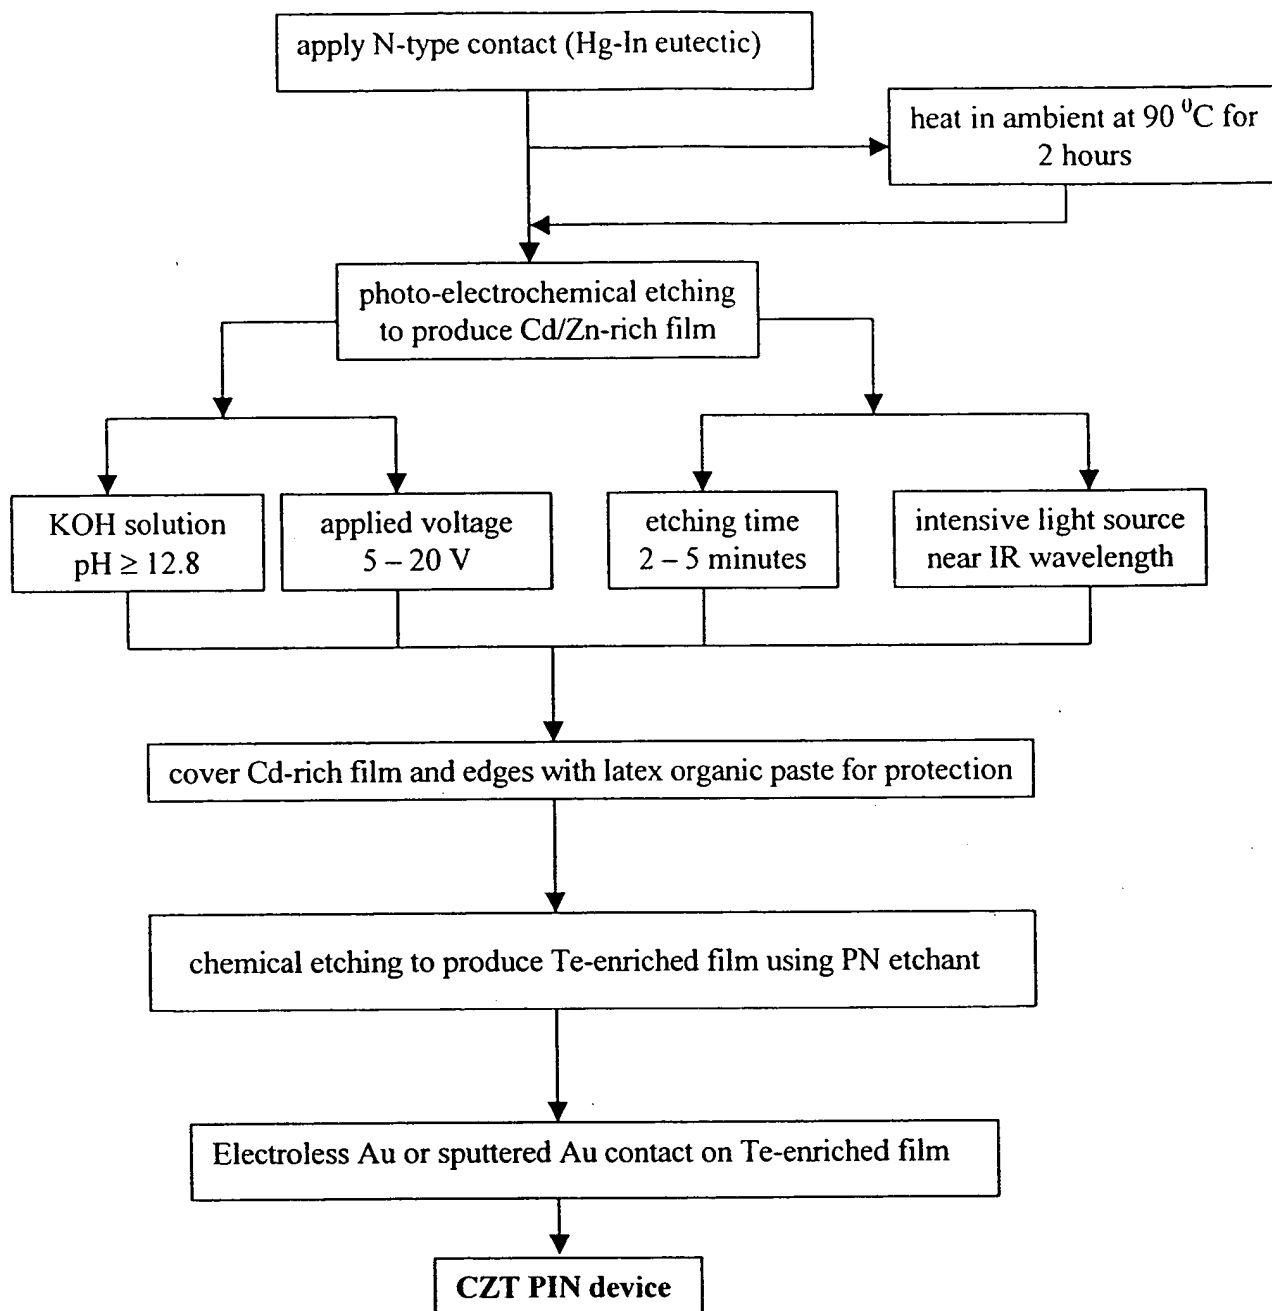 apply N-type contact (Hg-In eutectic)
heat in ambient at 90 ⁰C for
2 hours
photo-electrochemical etching
to produce Cd/Zn-rich film
KOH solution
pH ≥ 12.8
applied voltage
5 – 20 V
etching time
2 – 5 minutes
intensive light source
near IR wavelength
cover Cd-rich film and edges with latex organic paste for protection
chemical etching to produce Te-enriched film using PN etchant
Electroless Au or sputtered Au contact on Te-enriched film
CZT PIN device